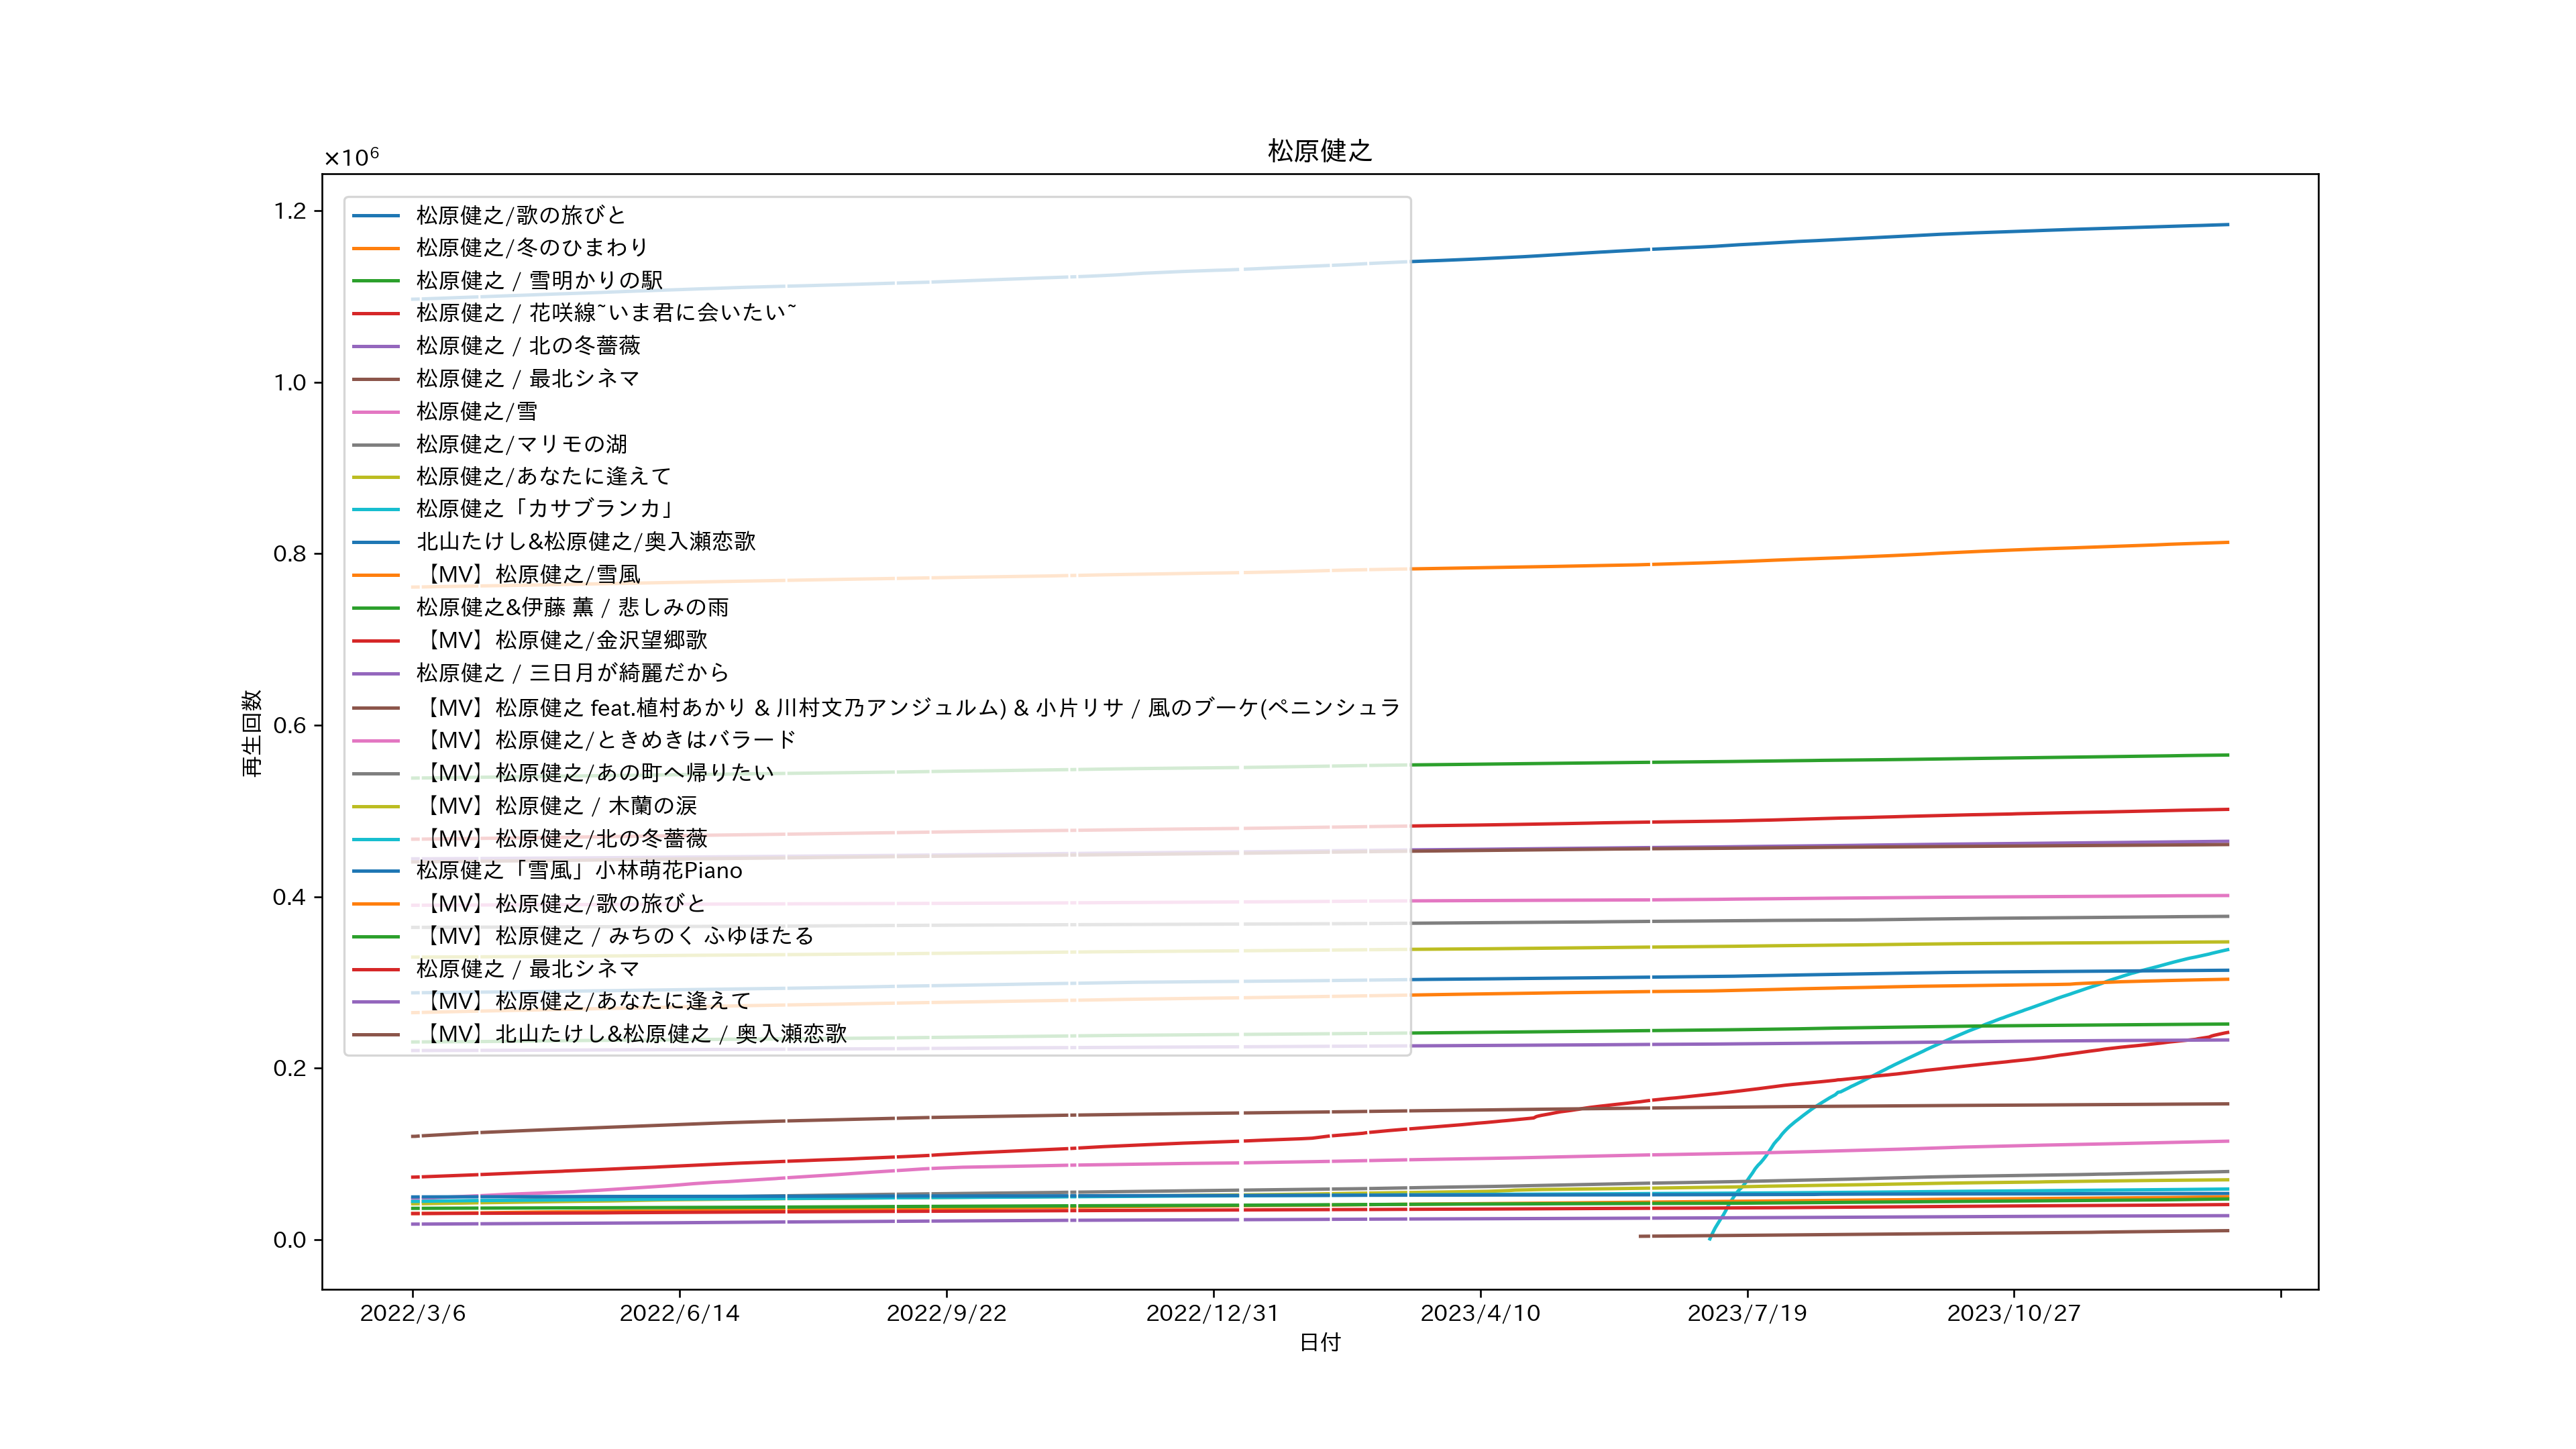 松原健之
×10⁶
1.2
1.0
0.8
0.6
0.4
0.2
0.0
再生回数
松原健之/歌の旅びと
松原健之/冬のひまわり
松原健之 / 雪明かりの駅
松原健之 / 花咲線~いま君に会いたい~
松原健之 / 北の冬薔薇
松原健之 / 最北シネマ
松原健之/雪
松原健之/マリモの湖
松原健之/あなたに逢えて
松原健之「カサブランカ」
北山たけし&松原健之/奥入瀬恋歌
【MV】松原健之/雪風
松原健之&伊藤 薫 / 悲しみの雨
【MV】松原健之/金沢望郷歌
松原健之 / 三日月が綺麗だから
【MV】松原健之 feat.植村あかり & 川村文乃アンジュルム) & 小片リサ / 風のブーケ(ペニンシュラ
【MV】松原健之/ときめきはバラード
【MV】松原健之/あの町へ帰りたい
【MV】松原健之 / 木蘭の涙
【MV】松原健之/北の冬薔薇
松原健之「雪風」小林萌花Piano
【MV】松原健之/歌の旅びと
【MV】松原健之 / みちのく ふゆほたる
松原健之 / 最北シネマ
【MV】松原健之/あなたに逢えて
【MV】北山たけし&松原健之 / 奥入瀬恋歌
2022/3/6
2022/6/14
2022/9/22
2022/12/31
2023/4/10
2023/7/19
2023/10/27
日付